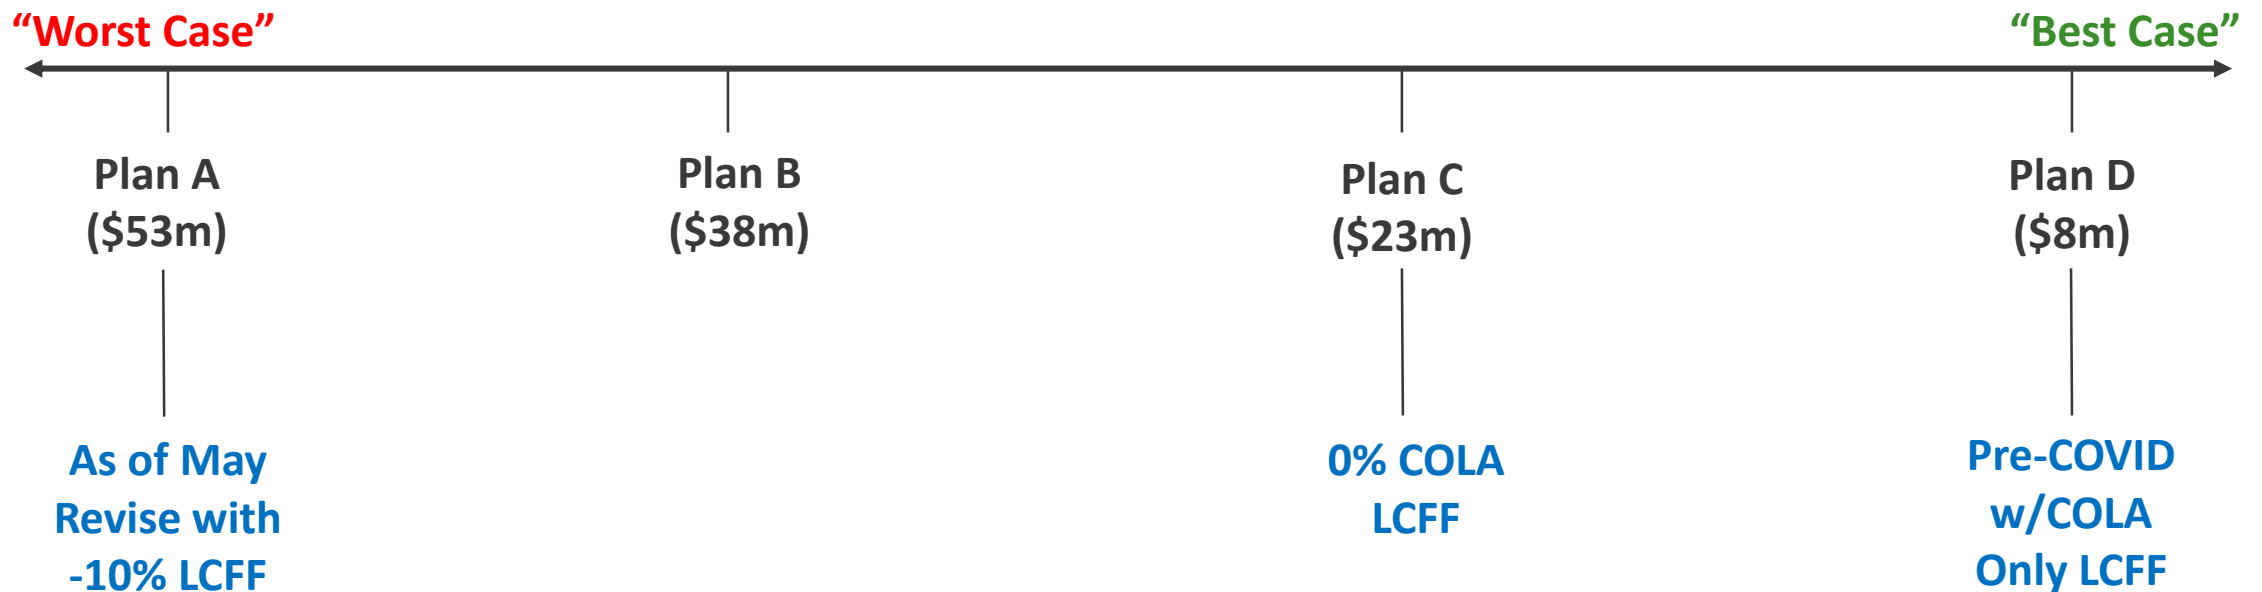 “Worst Case”
“Best Case”
Plan A
($53m)
Plan B
($38m)
Plan C
($23m)
Plan D
($8m)
As of May
Revise with
-10% LCFF
0% COLA
LCFF
Pre-COVID
w/COLA
Only LCFF